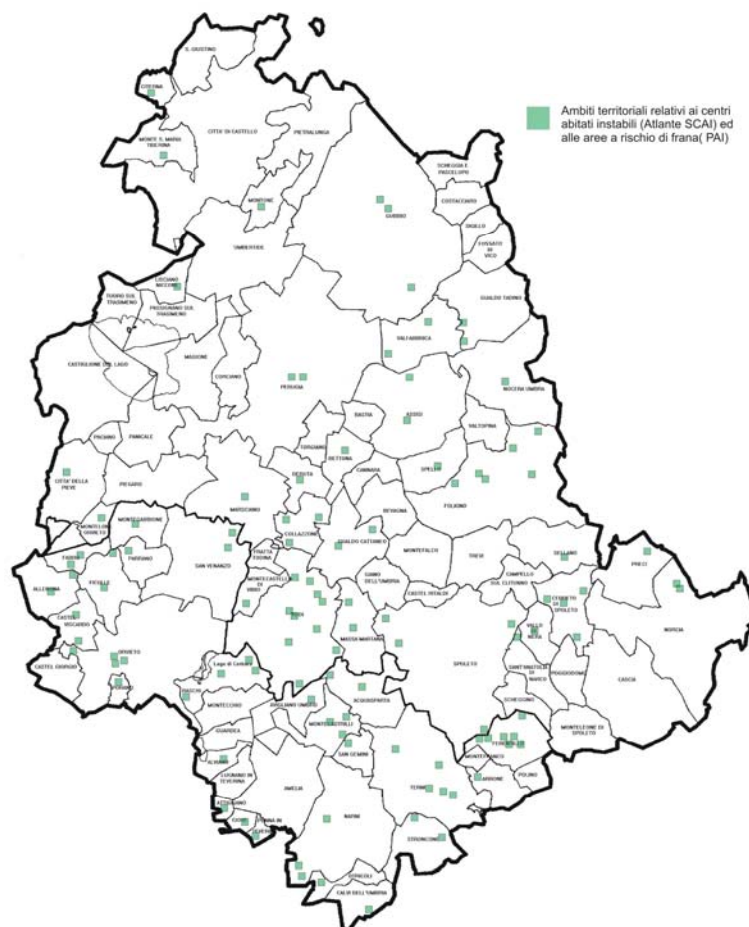 S. GIUSTINO
CITERNA
Ambiti territoriali relativi ai centri
abitati instabili (Atlante SCAI) ed
alle aree a rischio di frana( PAI)
CITTA' DI CASTELLO
PIETRALUNGA
MONTE S. MARIA
TIBERINA
SCHEGGIA E
PASCELUPO
COSTACCIARO
MONTONE
GUBBIO
SIGILLO
FOSSATO
DI
VICO
UMBERTIDE
LISCIANO
NICCONE
TUORO SUL
TRASIMENO
PASSIGNANO SUL
TRASIMENO
GUALDO TADINO
VALFABBRICA
MAGIONE
CASTIGLIONE DEL LAGO
CORCIANO
PERUGIA
NOCERA UMBRA
ASSISI
BASTIA
VALTOPINA
PACIANO
PANICALE
TORGIANO
BETTONA
CANNARA
SPELLO
CITTA' DELLA
PIEVE
PIEGARO
DERUTA
FOLIGNO
MARSCIANO
BEVAGNA
MONTELEONE
ORVIETO
MONTEGABBIONE
COLLAZZONE
GUALDO CATTANEO
MONTEFALCO
TREVI
FABRO
PARRANO
SAN VENANZO
FRATTA
TODINA
SELLANO
PRECI
ALLERONA
FICULLE
MONTECASTELLO
DI
VIBIO
GIANO
DELL'UMBRIA
CAMPELLO
SUL CLITUNNO
CASTEL RITALDI
CERRETO
DI
SPOLETO
CASTEL
VISCARDO
TODI
MASSA MARTANA
VALLO
DI
NERA
NORCIA
ORVIETO
SPOLETO
SANT'ANATOLIA
DI
NARCO
POGGIODOMO
CASTEL GIORGIO
Lago di Corbara
CASCIA
PORANO
BASCHI
SCHEGGINO
MONTECCHIO
AVIGLIANO UMBRO
ACQUASPARTA
MONTELEONE DI
SPOLETO
GUARDEA
MONTECASTRILLI
FERENTILLO
SAN GEMINI
MONTEFRANCO
ALVIANO
LUGNANO IN
TEVERINA
AMELIA
TERNI
ARRONE
POLINO
ATTIGLIANO
GIOVE
PENNA IN
TEVERINA
NARNI
STRONCONE
OTRICOLI
CALVI DELL'UMBRIA